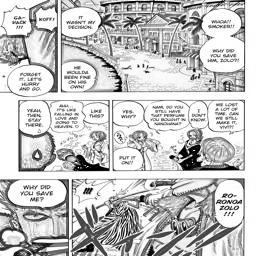 WHOA!!
SMOKER!!
WHY DID
YOU SAVE
HIM, ZOLO?
IT WASN'T
MY
DECISION.
HE
WOULDA
BEEN FINE
ON HIS
OWN!
KOFF!
GA-
HACK
!!!
FORGET
IT. LET'S
HURRY
AND GO.
WE LOST
A LOT OF
TIME. CAN
WE STILL
MAKE IT,
VIVI?!
I DON'T
KNOW.
NAMI, DO YOU
STILL HAVE
THAT PERFUME
YOU BOUGHT IN
NANOHANA?
YES.
WHY?
PUT IT
ON!!
LIKE
THIS?
AHH...
IT'S LIKE
FALLING IN
LOVE AND
GOING TO
HEAVEN.
YEAH,
THEN,
STAY
THERE.
RO-
RONOA
ZOLO
!!!
!!!
WHY DID
YOU SAVE
ME?